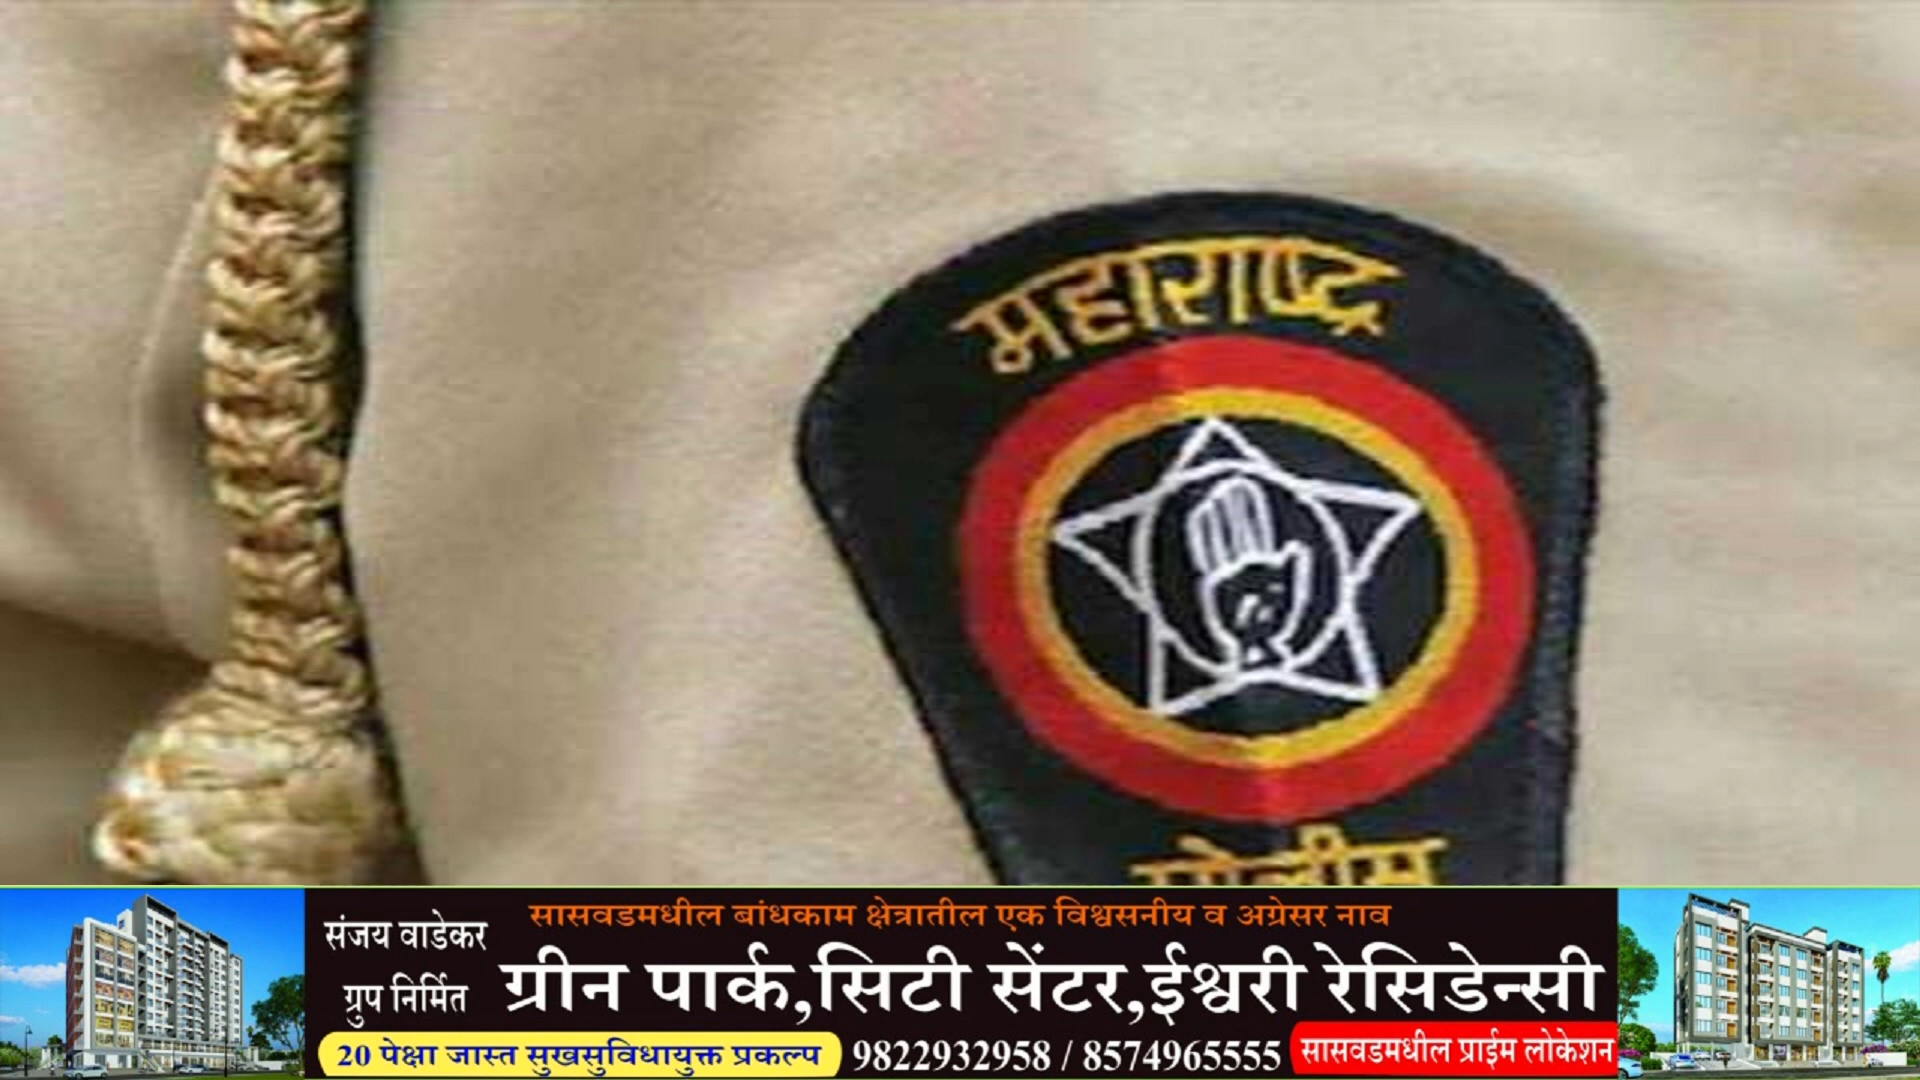 महाराष्ट्र
पोलीस
संजय वाडेकर
ग्रुप निर्मित
सासवडमधील बांधकाम क्षेत्रातील एक विश्वसनीय व अग्रेसर नाव
ग्रीन पार्क,सिटी सेंटर,ईश्वरी रेसिडेन्सी
20 पेक्षा जास्त सुखसुविधायुक्त प्रकल्प
9822932958 / 8574965555
सासवडमधील प्राईम लोकेशन